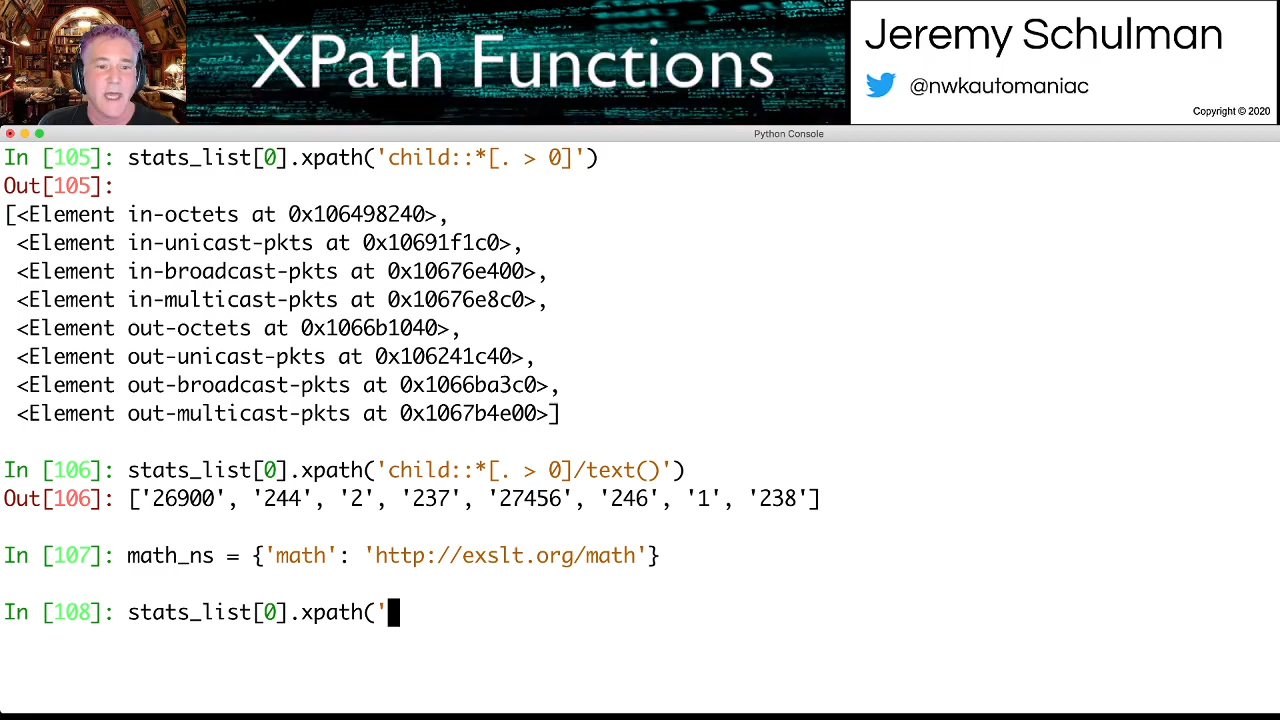 XPath Functions
Jeremy Schulman
@nwkautomaniac
Copyright © 2020
Python Console
In [105]: stats_list[0].xpath('child::*[. > 0]')
Out[105]:
[<Element in-octets at 0x106498240>,
<Element in-unicast-pkts at 0x10691f1c0>,
<Element in-broadcast-pkts at 0x10676e400>,
<Element in-multicast-pkts at 0x10676e8c0>,
<Element out-octets at 0x1066b1040>,
<Element out-unicast-pkts at 0x106241c40>,
<Element out-broadcast-pkts at 0x1066ba3c0>,
<Element out-multicast-pkts at 0x1067b4e00>]
In [106]: stats_list[0].xpath('child::*[. > 0]/text()')
Out[106]: ['26900', '244', '2', '237', '27456', '246', '1', '238']
In [107]: math_ns = {'math': 'http://exslt.org/math'}
In [108]: stats_list[0].xpath('